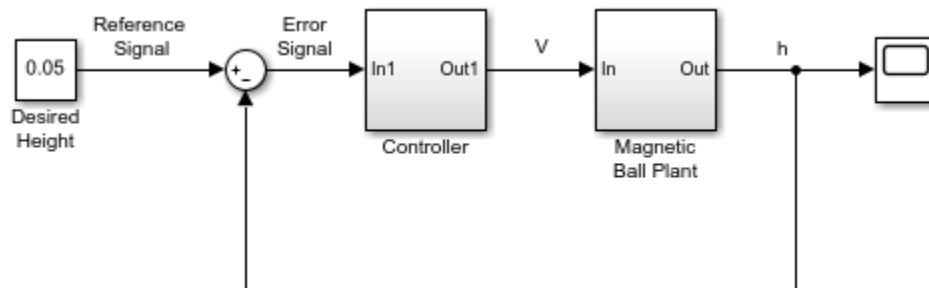 Reference
Signal
Error
Signal
0.05
+
-
In1
Out1
V
In
Out
h
Desired
Height
Controller
Magnetic
Ball Plant